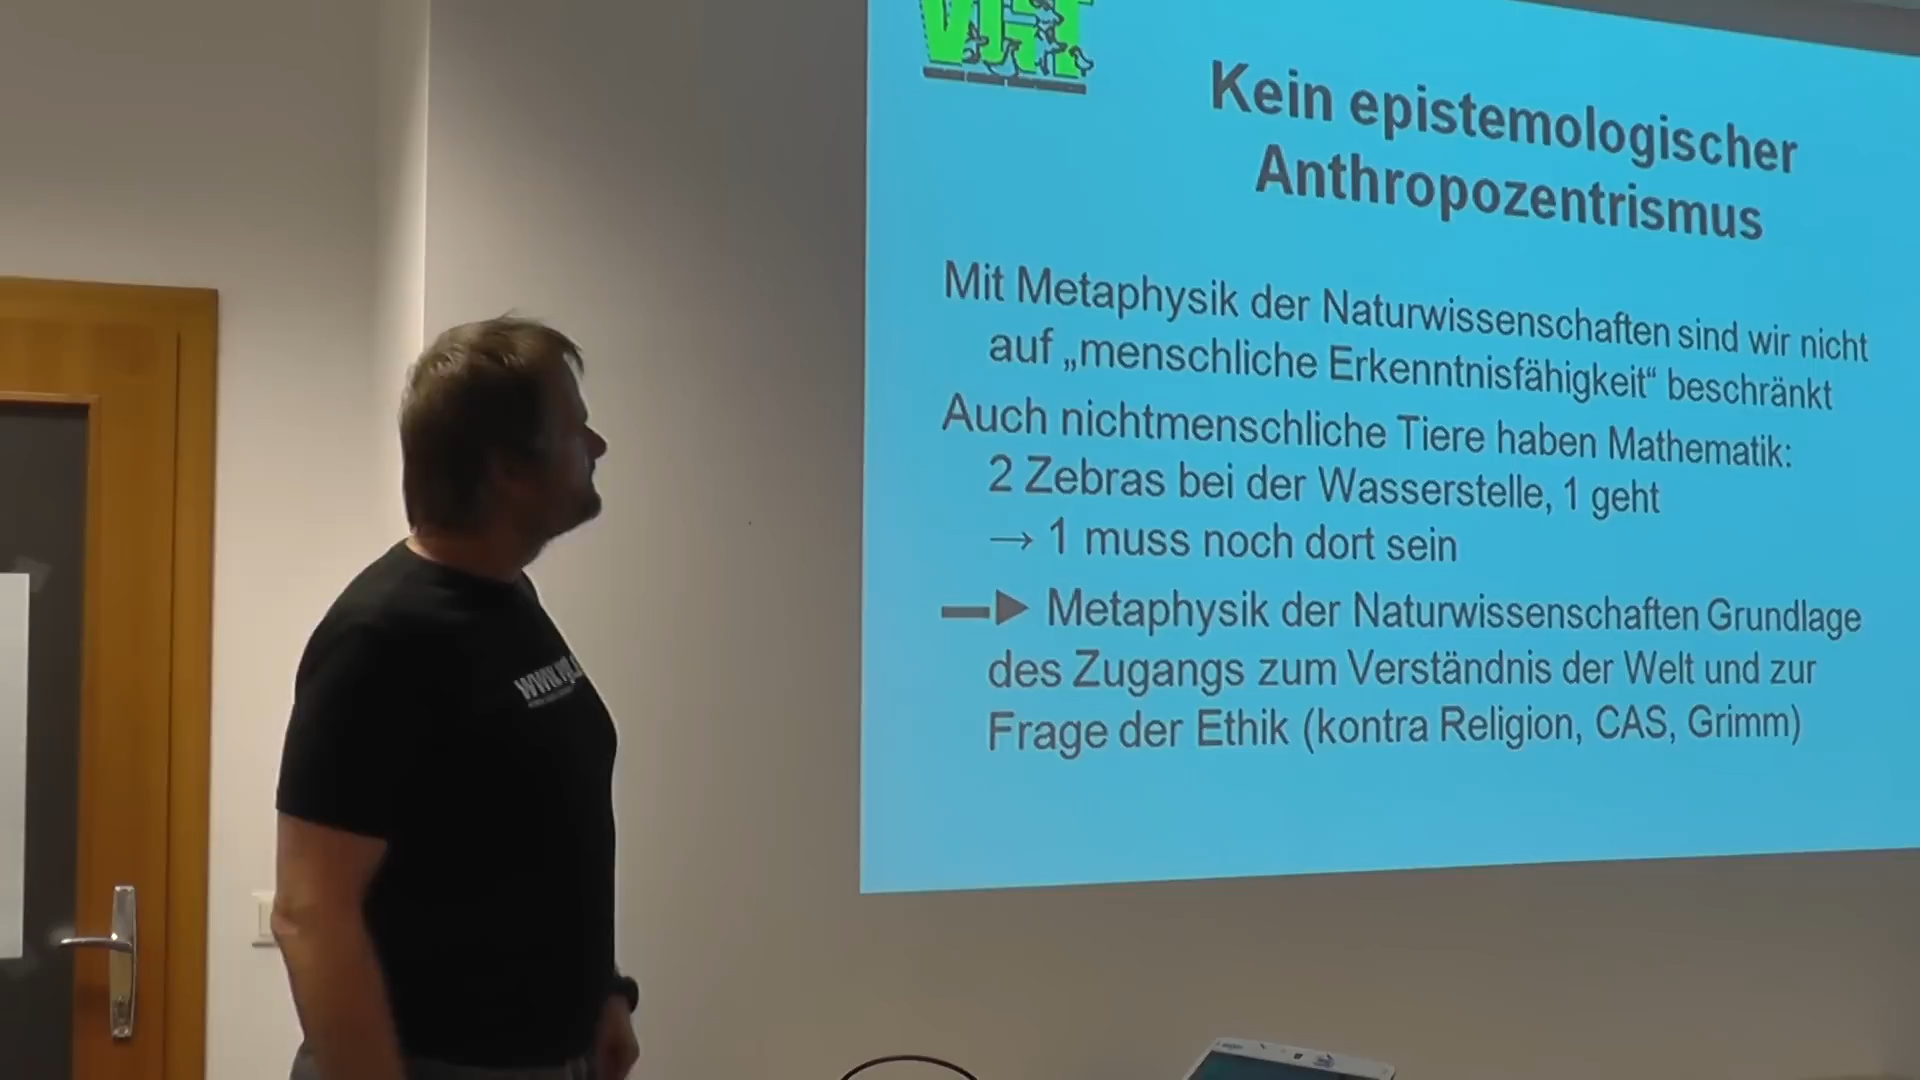 VGT
Kein epistemologischer
Anthropozentrismus
Mit Metaphysik der Naturwissenschaften sind wir nicht
auf „menschliche Erkenntnisfähigkeit“ beschränkt
Auch nichtmenschliche Tiere haben Mathematik:
2 Zebras bei der Wasserstelle, 1 geht
→ 1 muss noch dort sein
Metaphysik der Naturwissenschaften Grundlage
des Zugangs zum Verständnis der Welt und zur
Frage der Ethik (kontra Religion, CAS, Grimm)